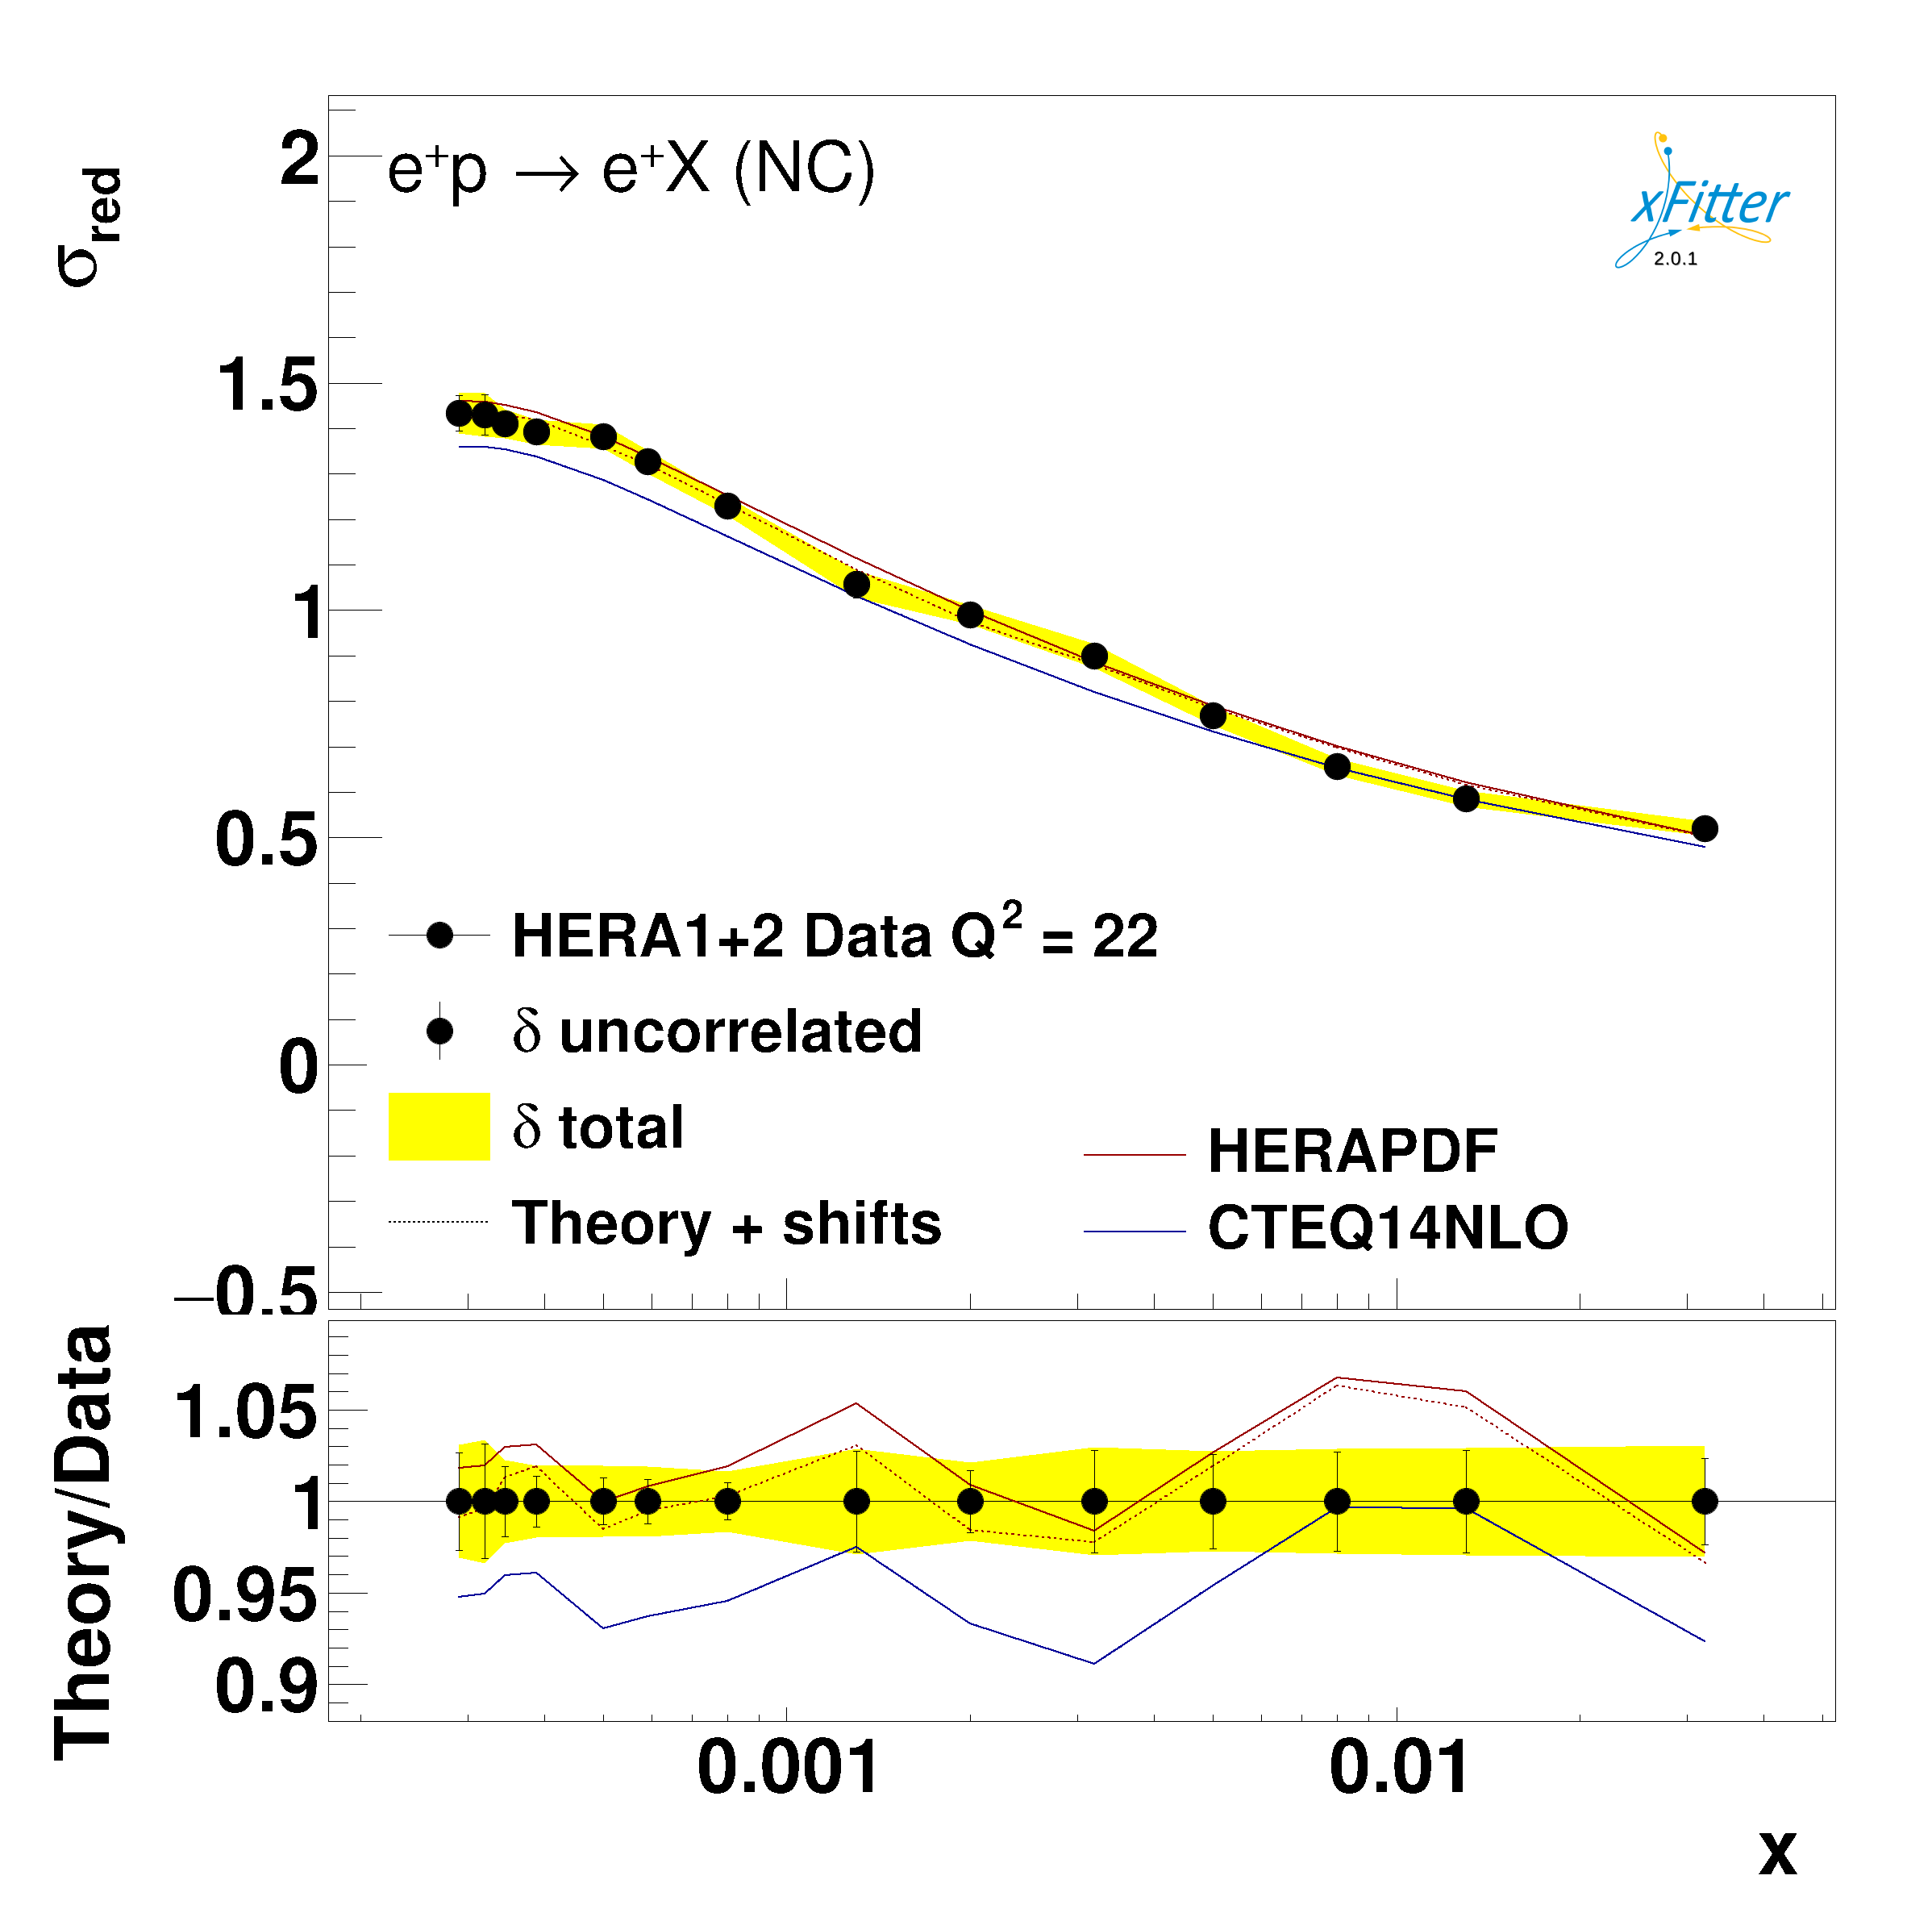 σred
2
e+p → e+X (NC)
xFitter
2.0.1
1.5
1
0.5
HERA1+2 Data Q2 = 22
δ uncorrelated
0
δ total
HERAPDF
Theory + shifts
CTEQ14NLO
−0.5
Theory/Data
1.05
1
0.95
0.9
0.001
0.01
x